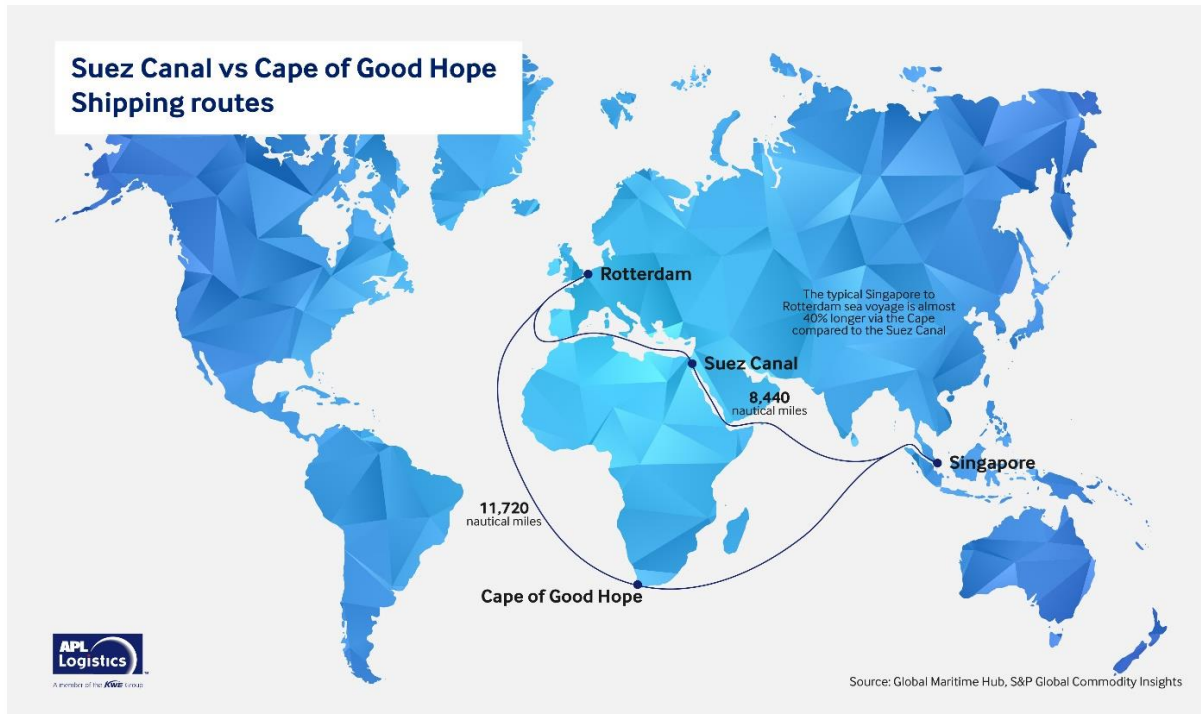 Suez Canal vs Cape of Good Hope
Shipping routes
Rotterdam
The typical Singapore to
Rotterdam sea voyage is almost
40% longer via the Cape
compared to the Suez Canal
Suez Canal
8,440
nautical miles
Singapore
11,720
nautical miles
Cape of Good Hope
APL
Logistics
A member of the KWE Group
Source: Global Maritime Hub, S&P Global Commodity Insights